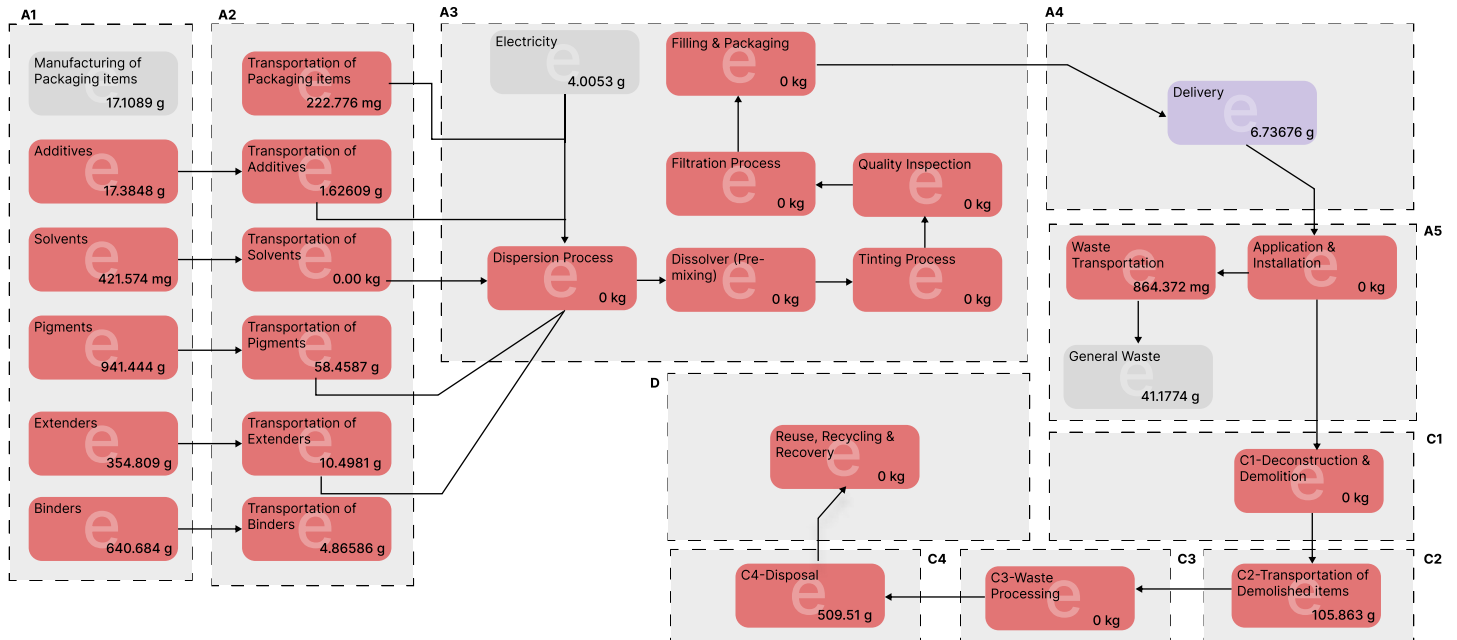 A1
Manufacturing of
Packaging items
17.1089 g
Additives
17.3848 g
Solvents
421.574 mg
Pigments
941.444 g
Extenders
354.809 g
Binders
640.684 g
A2
Transportation of
Packaging items
222.776 mg
Transportation of
Additives
1.62609 g
Transportation of
Solvents
0.00 kg
Transportation of
Pigments
58.4587 g
Transportation of
Extenders
10.4981 g
Transportation of
Binders
4.86586 g
A3
Electricity
4.0053 g
Filling & Packaging
0 kg
Filtration Process
0 kg
Quality Inspection
0 kg
Dispersion Process
0 kg
Dissolver (Pre-
mixing)
0 kg
Tinting Process
0 kg
A4
Delivery
6.73676 g
A5
Waste
Transportation
864.372 mg
Application &
Installation
0 kg
General Waste
41.1774 g
C1
C1-Deconstruction &
Demolition
0 kg
D
Reuse, Recycling &
Recovery
0 kg
C4
C4-Disposal
509.51 g
C3
C3-Waste
Processing
0 kg
C2
C2-Transportation of
Demolished items
105.863 g